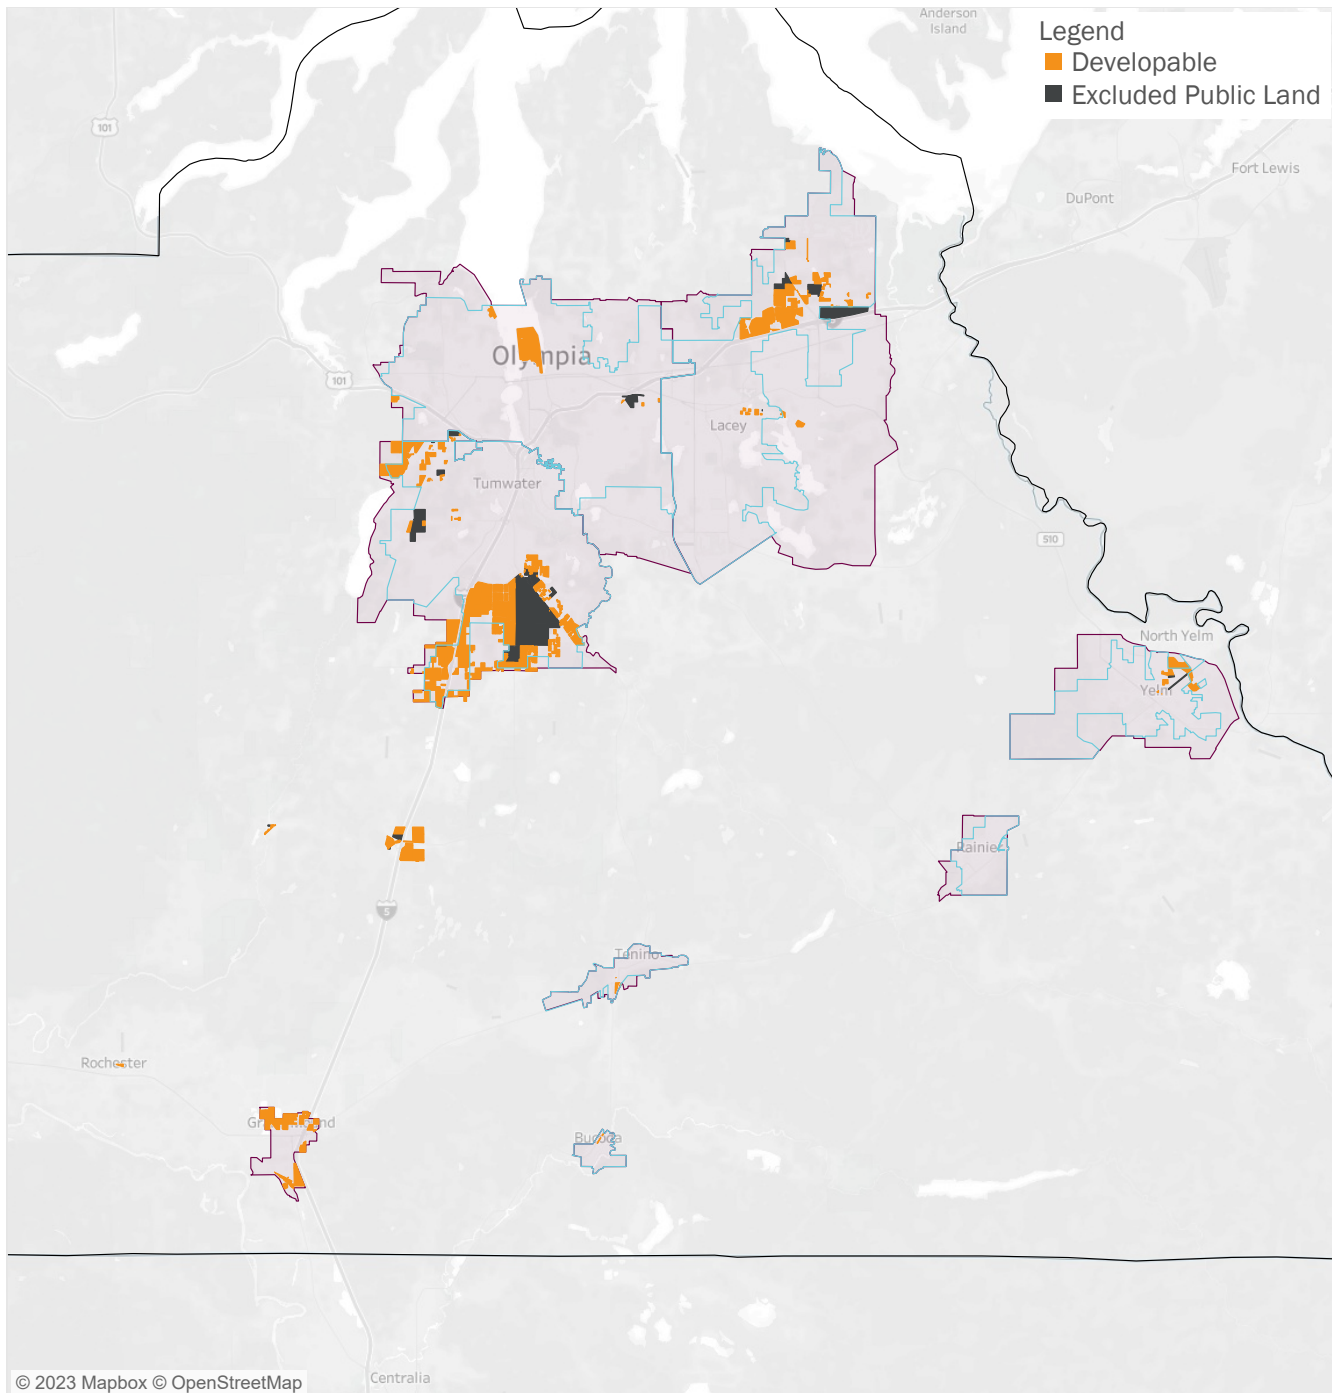 Anderson
Island
Legend
Developable
Excluded Public Land
101
Fort Lewis
DuPont
Olympia
101
Lacey
Tumwater
510
North Yelm
Yelm
Rainier
5
Tenino
Rochester
Bucoda
Centralia
© 2023 Mapbox © OpenStreetMap